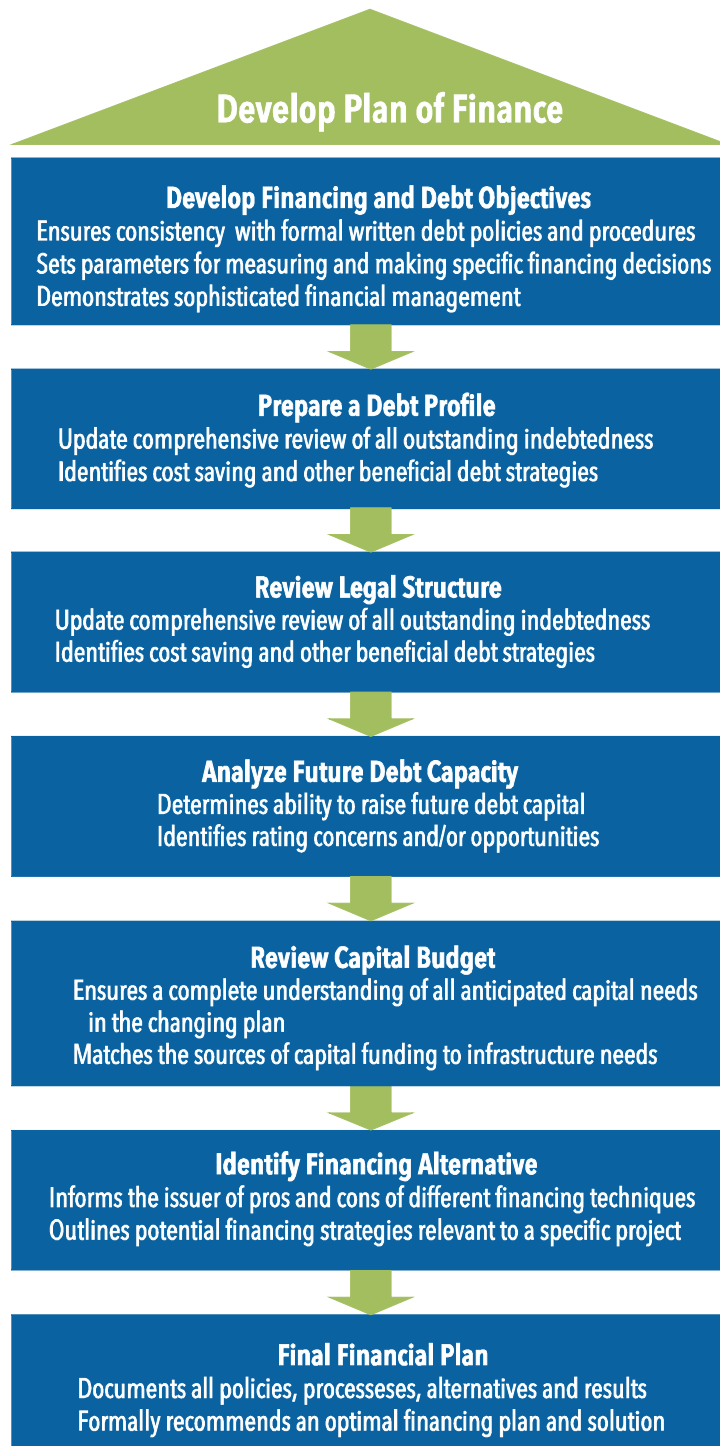 Develop Plan of Finance
Develop Financing and Debt Objectives
Ensures consistency with formal written debt policies and procedures
Sets parameters for measuring and making specific financing decisions
Demonstrates sophisticated financial management
Prepare a Debt Profile
Update comprehensive review of all outstanding indebtedness
Identifies cost saving and other beneficial debt strategies
Review Legal Structure
Update comprehensive review of all outstanding indebtedness
Identifies cost saving and other beneficial debt strategies
Analyze Future Debt Capacity
Determines ability to raise future debt capital
Identifies rating concerns and/or opportunities
Review Capital Budget
Ensures a complete understanding of all anticipated capital needs
in the changing plan
Matches the sources of capital funding to infrastructure needs
Identify Financing Alternative
Informs the issuer of pros and cons of different financing techniques
Outlines potential financing strategies relevant to a specific project
Final Financial Plan
Documents all policies, processeses, alternatives and results
Formally recommends an optimal financing plan and solution